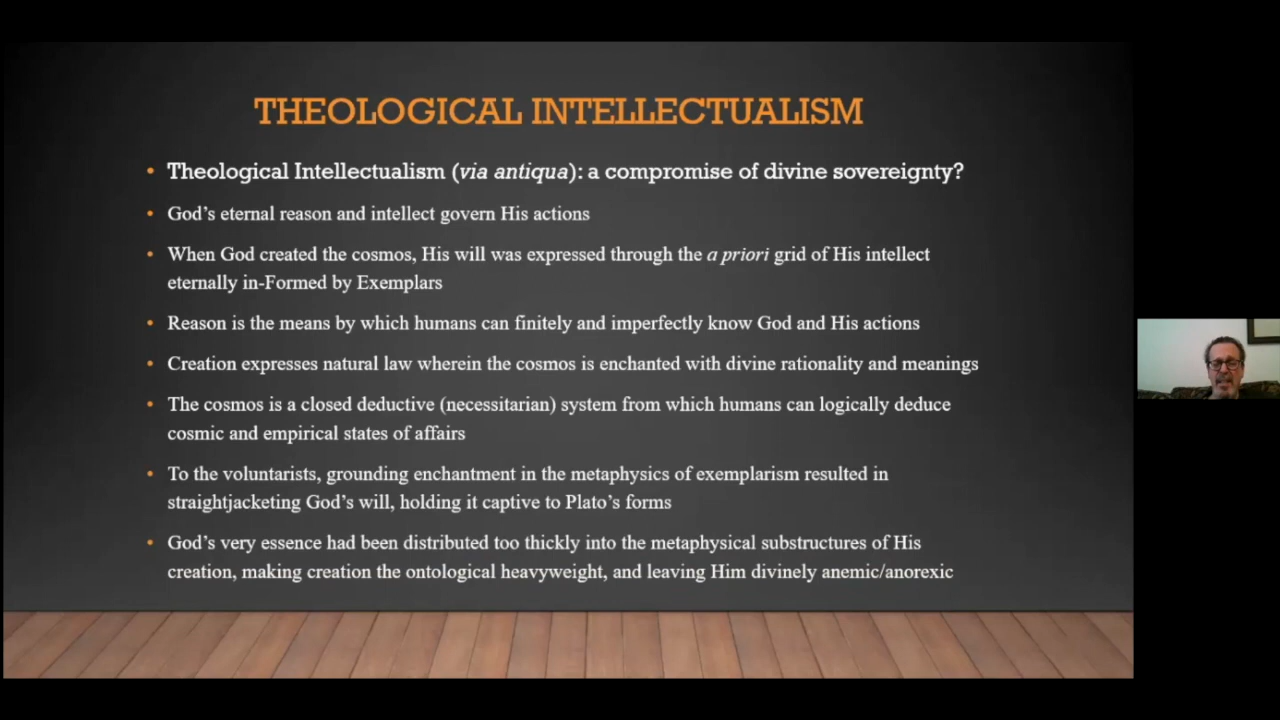 THEOLOGICAL INTELLECTUALISM
• Theological Intellectualism (via antiqua): a compromise of divine sovereignty?
• God’s eternal reason and intellect govern His actions
• When God created the cosmos, His will was expressed through the a priori grid of His intellect
eternally in-Formed by Exemplars
• Reason is the means by which humans can finitely and imperfectly know God and His actions
• Creation expresses natural law wherein the cosmos is enchanted with divine rationality and meanings
• The cosmos is a closed deductive (necessitarian) system from which humans can logically deduce
cosmic and empirical states of affairs
• To the voluntarists, grounding enchantment in the metaphysics of exemplarism resulted in
straightjacketing God’s will, holding it captive to Plato’s forms
• God’s very essence had been distributed too thickly into the metaphysical substructures of His
creation, making creation the ontological heavyweight, and leaving Him divinely anemic/anorexic